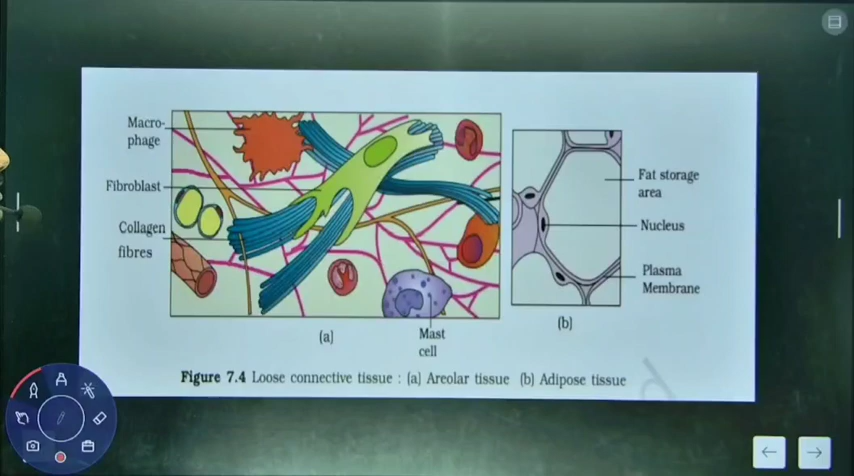 Macro-
phage
Fibroblast
Collagen
fibres
Mast
cell
(a)
Fat storage
area
Nucleus
Plasma
Membrane
(b)
Figure 7.4 Loose connective tissue : (a) Areolar tissue (b) Adipose tissue